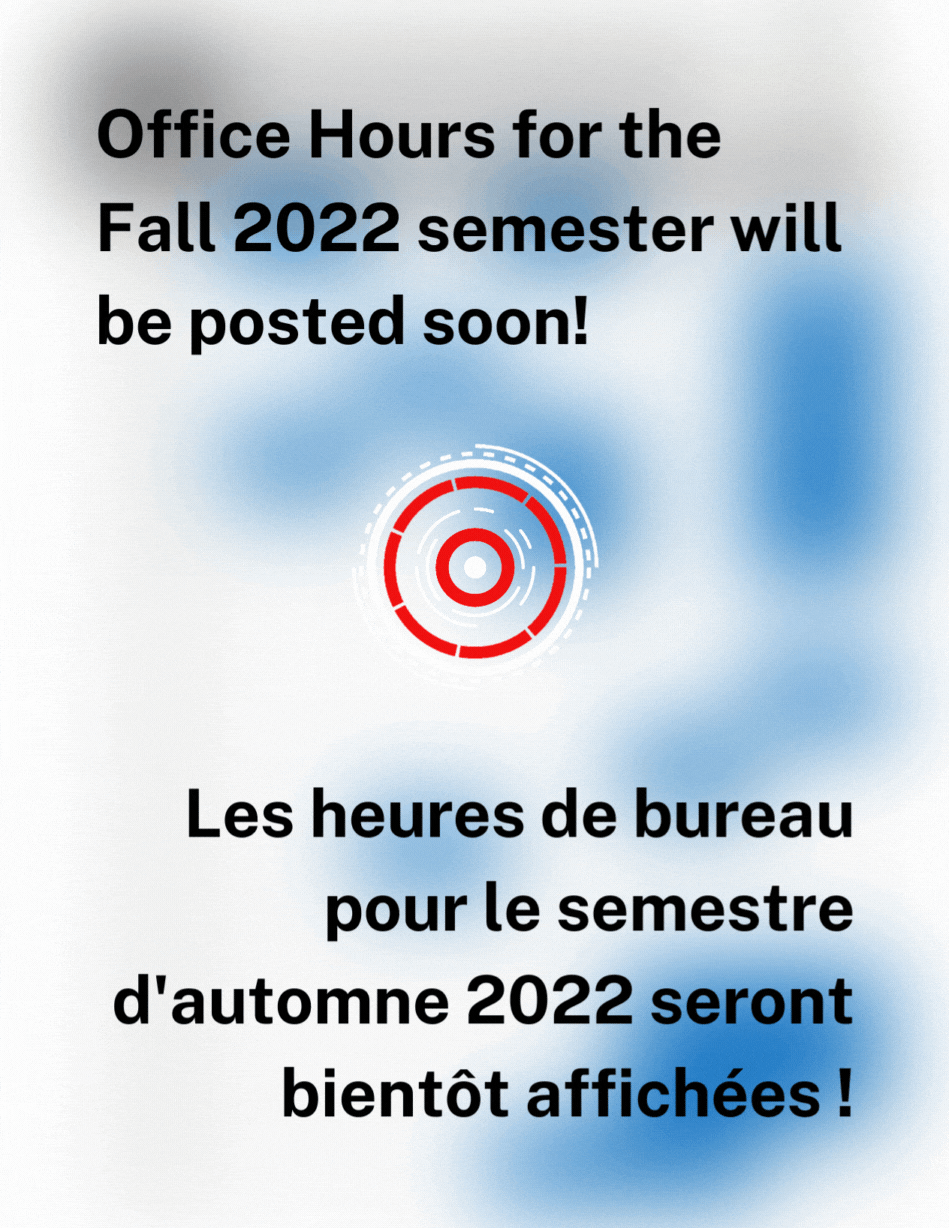 Office Hours for the
Fall 2022 semester will
be posted soon!
Les heures de bureau
pour le semestre
d'automne 2022 seront
bientôt affichées !